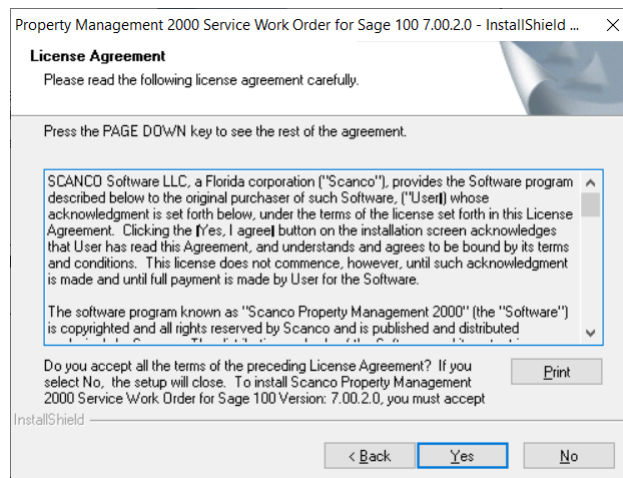 Property Management 2000 Service Work Order for Sage 100 7.00.2.0 - InstallShield ...
License Agreement
Please read the following license agreement carefully.
Press the PAGE DOWN key to see the rest of the agreement.
SCANCO Software LLC, a Florida corporation ("Scanco"), provides the Software program
described below to the original purchaser of such Software, ("User") whose
acknowledgment is set forth below, under the terms of the license set forth in this License
Agreement. Clicking the [Yes, I agree] button on the installation screen acknowledges
that User has read this Agreement, and understands and agrees to be bound by its terms
and conditions. This license does not commence, however, until such acknowledgment
is made and until full payment is made by User for the Software.
The software program known as "Scanco Property Management 2000" (the "Software")
is copyrighted and all rights reserved by Scanco and is published and distributed
Do you accept all the terms of the preceding License Agreement? If you
select No, the setup will close. To install Scanco Property Management
2000 Service Work Order for Sage 100 Version: 7.00.2.0, you must accept
Print
InstallShield
< Back
Yes
No